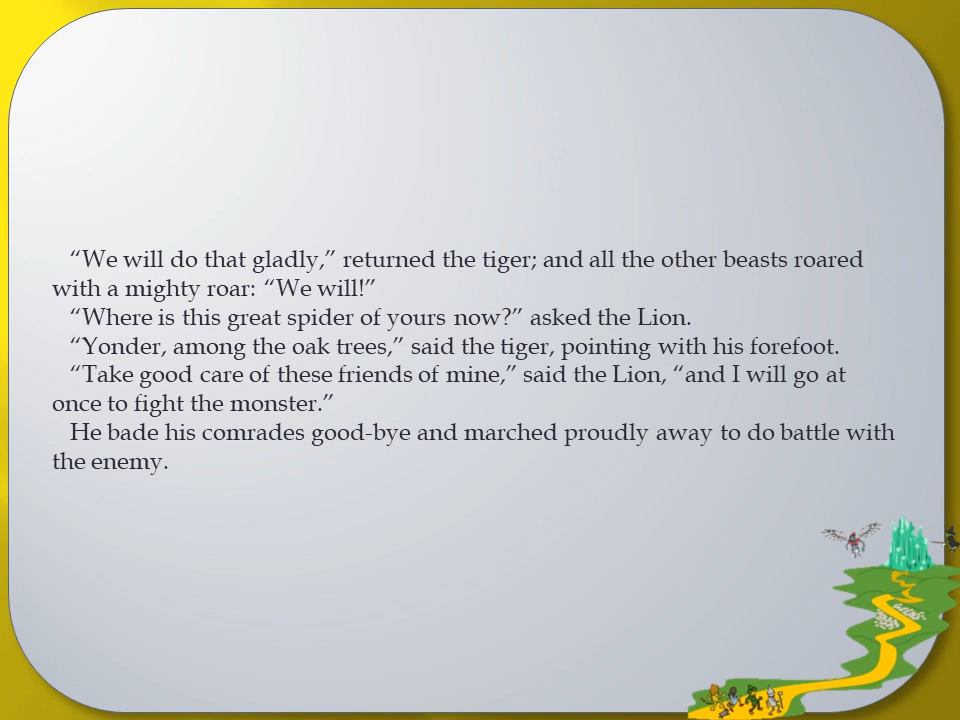 “We will do that gladly,” returned the tiger; and all the other beasts roared
with a mighty roar: “We will!”
“Where is this great spider of yours now?” asked the Lion.
“Yonder, among the oak trees,” said the tiger, pointing with his forefoot.
“Take good care of these friends of mine,” said the Lion, “and I will go at
once to fight the monster.”
He bade his comrades good-bye and marched proudly away to do battle with
the enemy.